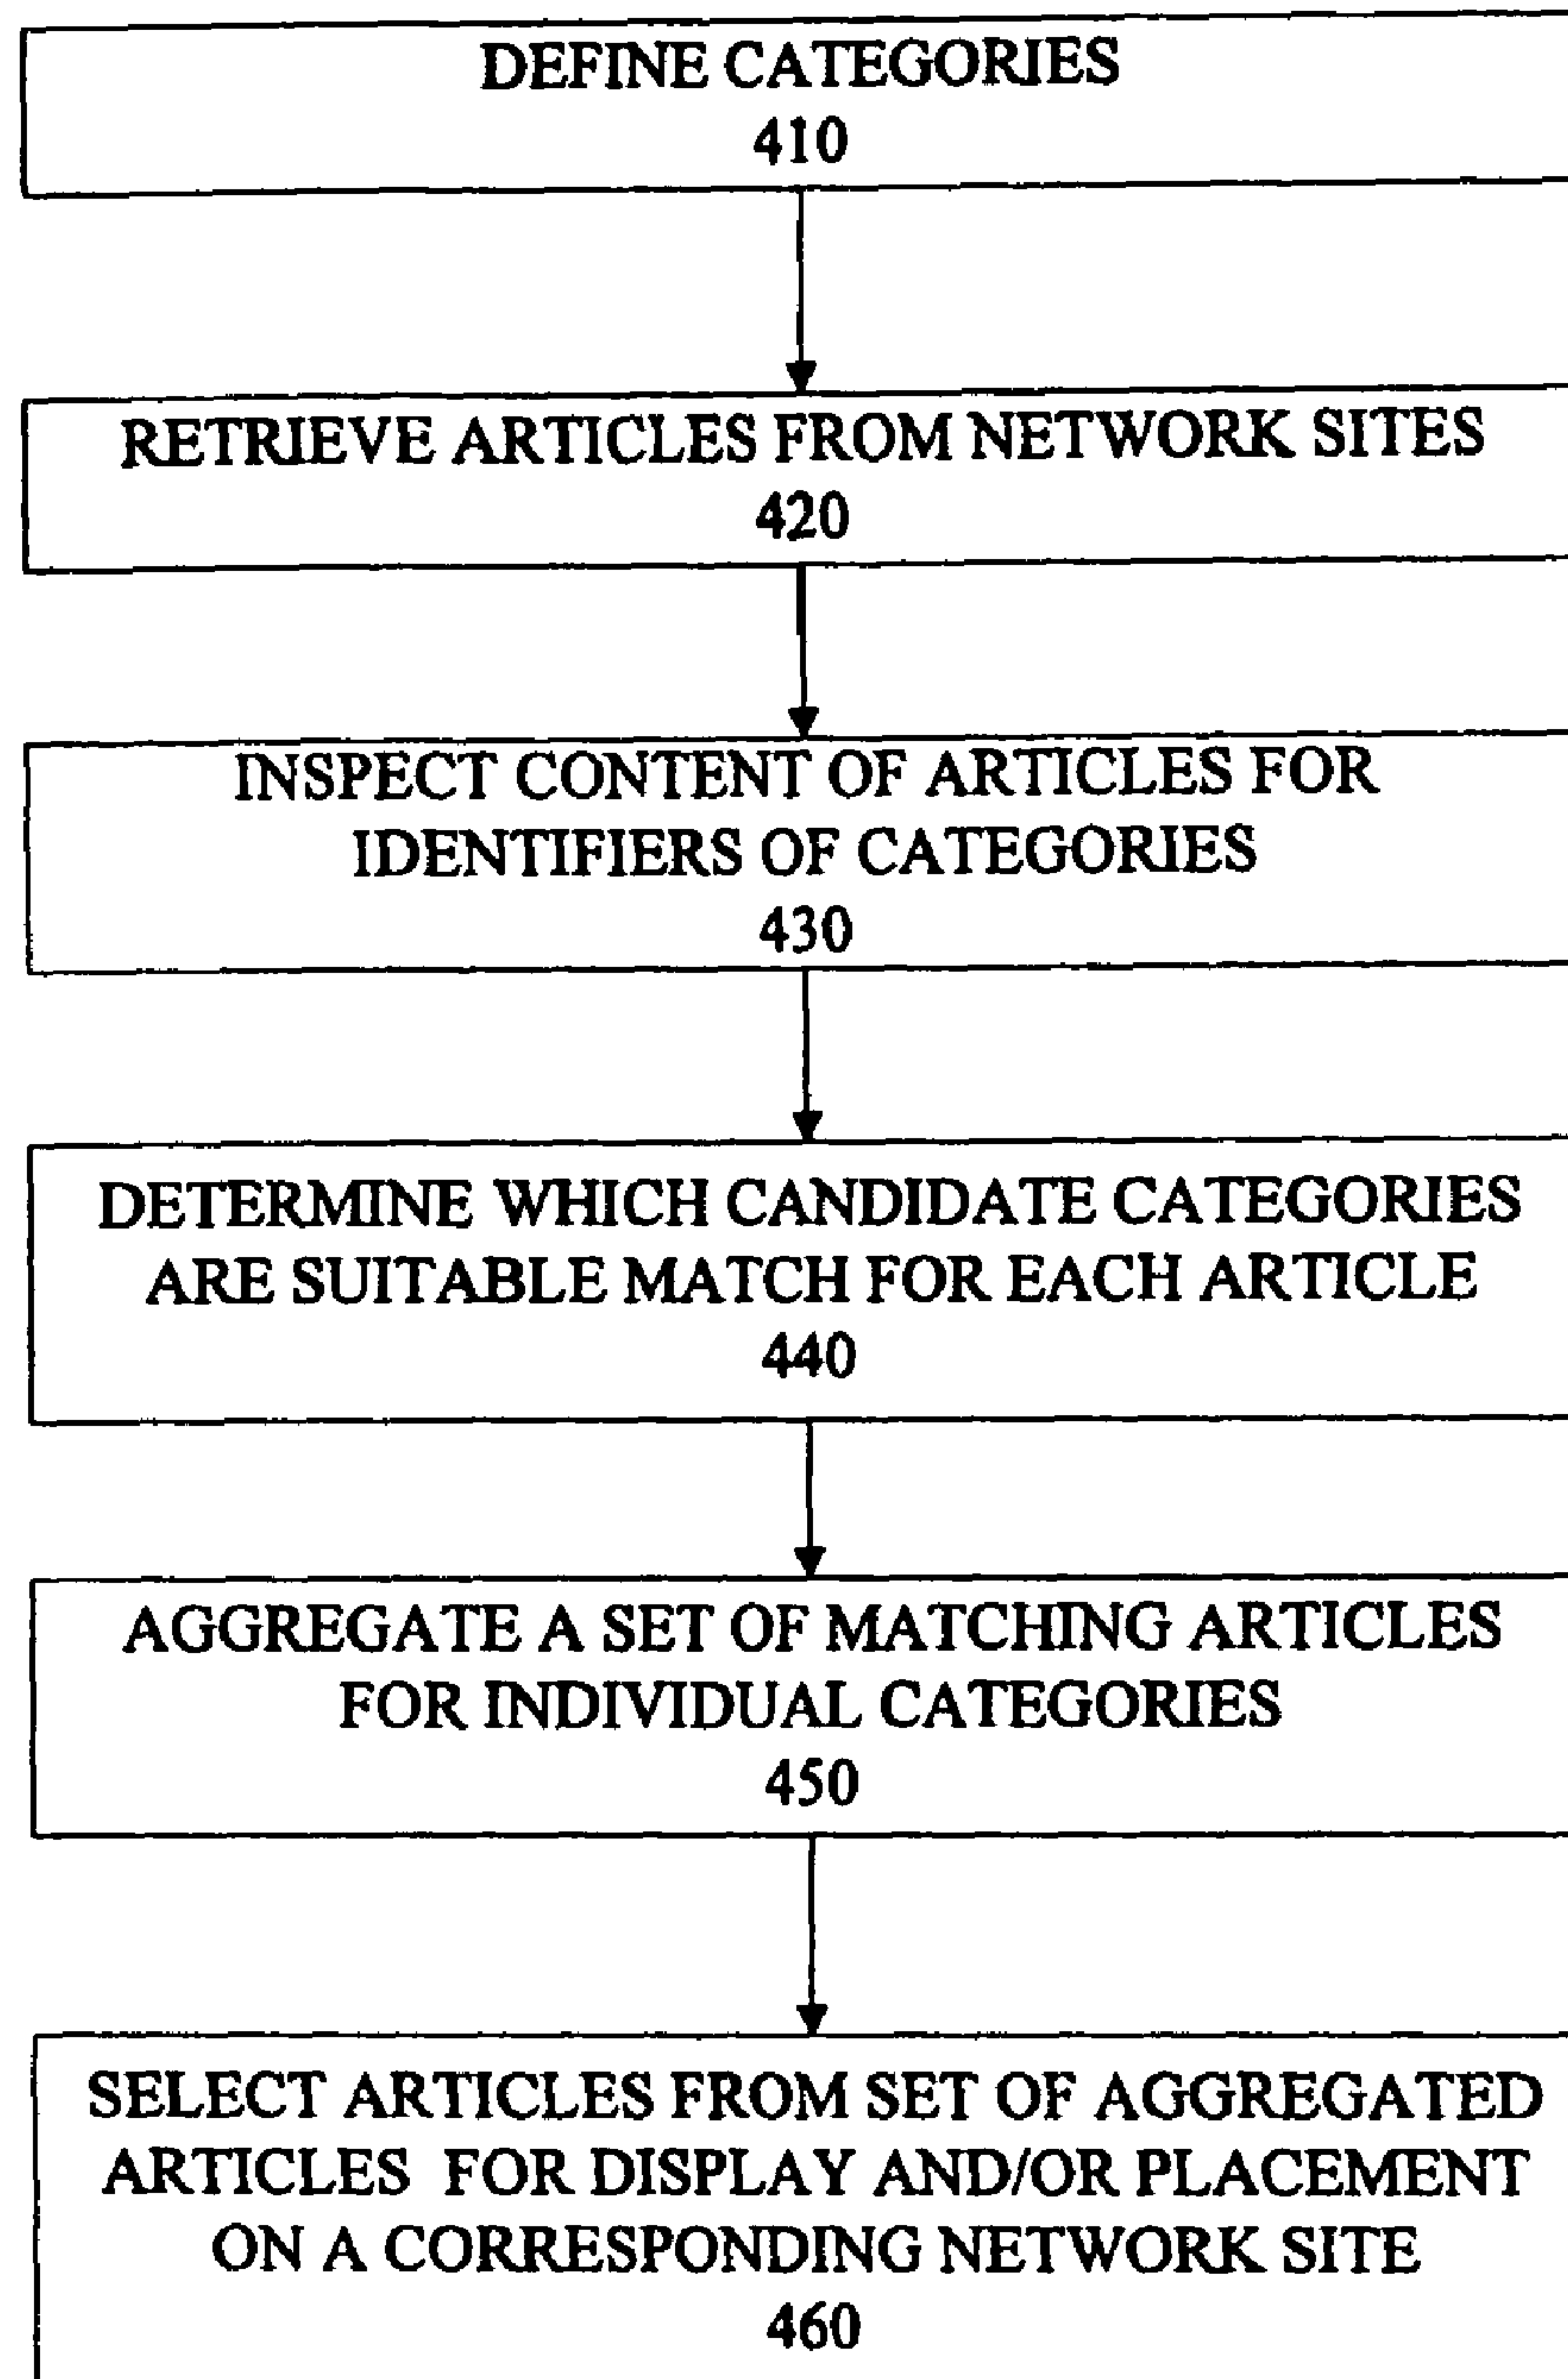 DEFINE CATEGORIES
410
RETRIEVE ARTICLES FROM NETWORK SITES
420
INSPECT CONTENT OF ARTICLES FOR
IDENTIFIERS OF CATEGORIES
430
DETERMINE WHICH CANDIDATE CATEGORIES
ARE SUITABLE MATCH FOR EACH ARTICLE
440
AGGREGATE A SET OF MATCHING ARTICLES
FOR INDIVIDUAL CATEGORIES
450
SELECT ARTICLES FROM SET OF AGGREGATED
ARTICLES FOR DISPLAY AND/OR PLACEMENT
ON A CORRESPONDING NETWORK SITE
460